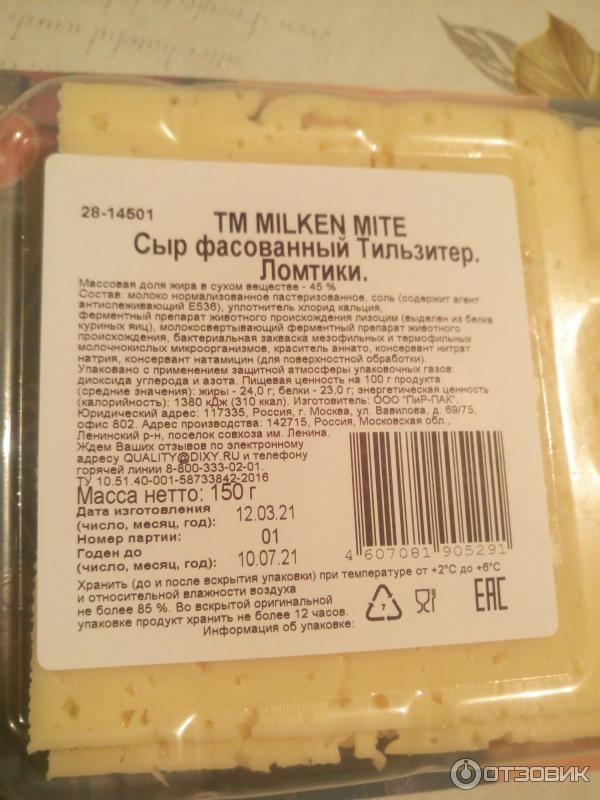 28-14501
ТМ MILKEN MITE
Сыр фасованный Тильзитер.
Ломтики.
Массовая доля жира в сухом веществе - 45 %
Состав: молоко нормализованное пастеризованное, соль (содержит агент
антислеживающий Е536), уплотнитель хлорид кальция,
ферментный препарат животного происхождения лизоцим (выделен из белка
куриных яиц), молокосвертывающий ферментный препарат животного
происхождения, бактериальная закваска мезофильных и термофильных
молочнокислых микроорганизмов, краситель аннато, консервант нитрат
натрия, консервант натамицин (для поверхностной обработки).
Упаковано с применением защитной атмосферы упаковочных газов:
диоксида углерода и азота. Пищевая ценность на 100 г продукта
(средние значения): жиры - 24,0 г; белки - 23,0 г; энергетическая ценность
(калорийность): 1380 кДж (310 ккал). Изготовитель: ООО "ПиР-ПАК".
Юридический адрес: 117335, Россия, г. Москва, ул. Вавилова, д. 69/75,
офис 802. Адрес производства: 142715, Россия, Московская обл.,
Ленинский р-н, поселок совхоза им. Ленина.
Ждем Ваших отзывов по электронному
адресу QUALITY@DIXY.RU и телефону
горячей линии 8-800-333-02-01.
ТУ 10.51.40-001-58733842-2016
Масса нетто: 150 г
Дата изготовления
(число, месяц, год): 12.03.21
Номер партии: 01
Годен до
(число, месяц, год): 10.07.21
4 607081 905291
Хранить (до и после вскрытия упаковки) при температуре от +2°С до +6°С
и относительной влажности воздуха
не более 85 %. Во вскрытой оригинальной
упаковке продукт хранить не более 12 часов.
Информация об упаковке:
7
ЕАС
ОТЗОВИК